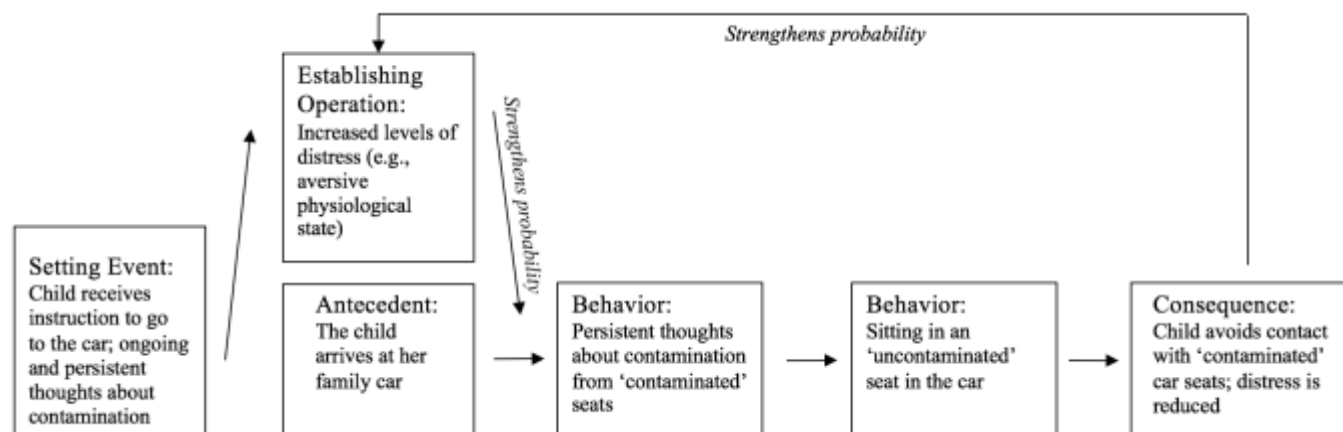 Strengthens probability
Establishing
Operation:
Increased levels of
distress (e.g.,
aversive
physiological
state)
Strengthens probability
Setting Event:
Child receives
instruction to go
to the car; ongoing
and persistent
thoughts about
contamination
Antecedent:
The child
arrives at her
family car
Behavior:
Persistent thoughts
about contamination
from ‘contaminated’
seats
Behavior:
Sitting in an
‘uncontaminated’
seat in the car
Consequence:
Child avoids contact
with ‘contaminated’
car seats; distress is
reduced